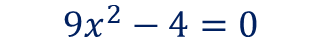 9x² − 4 = 0